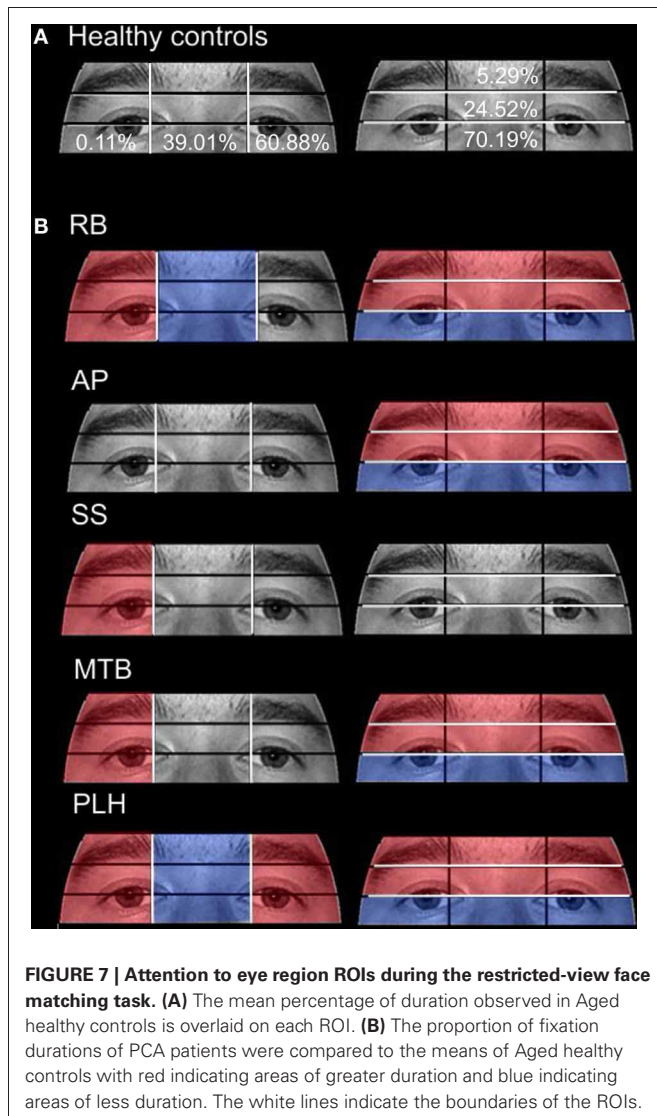 A Healthy controls
5.29%
24.52%
0.11% 39.01% 60.88% 70.19%
B RB
AP
SS
MTB
PLH
FIGURE 7 | Attention to eye region ROIs during the restricted-view face
matching task. (A) The mean percentage of duration observed in Aged
healthy controls is overlaid on each ROI. (B) The proportion of fixation
durations of PCA patients were compared to the means of Aged healthy
controls with red indicating areas of greater duration and blue indicating
areas of less duration. The white lines indicate the boundaries of the ROIs.